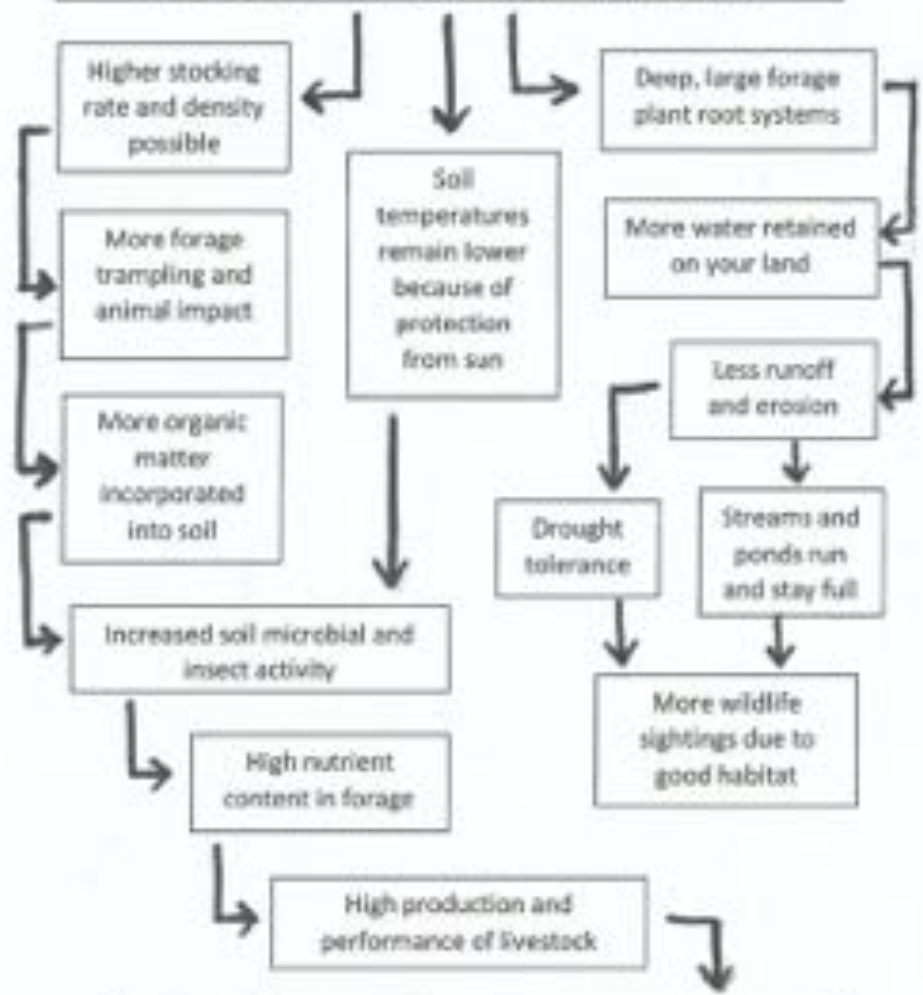 Higher stocking
rate and density
possible
Deep, large forage
plant root systems
Soil
temperatures
remain lower
because of
protection
from sun
More forage
trampling and
animal impact
More water retained
on your land
Less runoff
and erosion
More organic
matter
incorporated
into soil
Drought
tolerance
Streams and
ponds run
and stay full
Increased soil microbial and
insect activity
More wildlife
sightings due to
good habitat
High nutrient
content in forage
High production and
performance of livestock